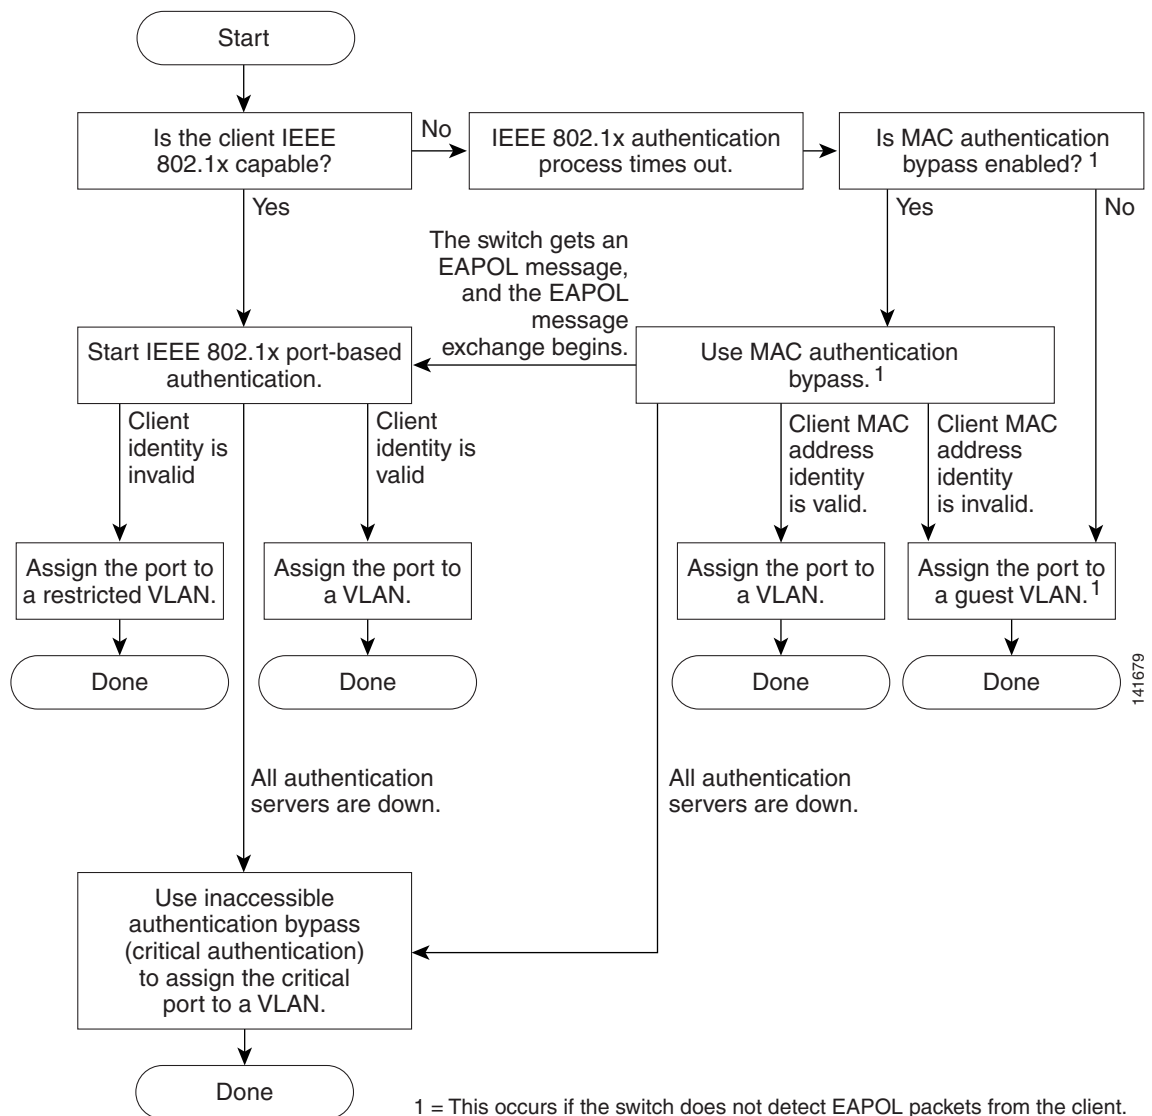 Start
Is the client IEEE
802.1x capable?
No
IEEE 802.1x authentication
process times out.
Is MAC authentication
bypass enabled? 1
Yes
Yes
No
The switch gets an
EAPOL message,
and the EAPOL
message
exchange begins.
Start IEEE 802.1x port-based
authentication.
Use MAC authentication
bypass. 1
Client
identity is
invalid
Client
identity is
valid
Client MAC
address
identity
is valid.
Client MAC
address
identity
is invalid.
Assign the port to
a restricted VLAN.
Assign the port to
a VLAN.
Assign the port to
a VLAN.
Assign the port to
a guest VLAN. 1
Done
Done
Done
Done
141679
All authentication
servers are down.
All authentication
servers are down.
Use inaccessible
authentication bypass
(critical authentication)
to assign the critical
port to a VLAN.
Done
1 = This occurs if the switch does not detect EAPOL packets from the client.